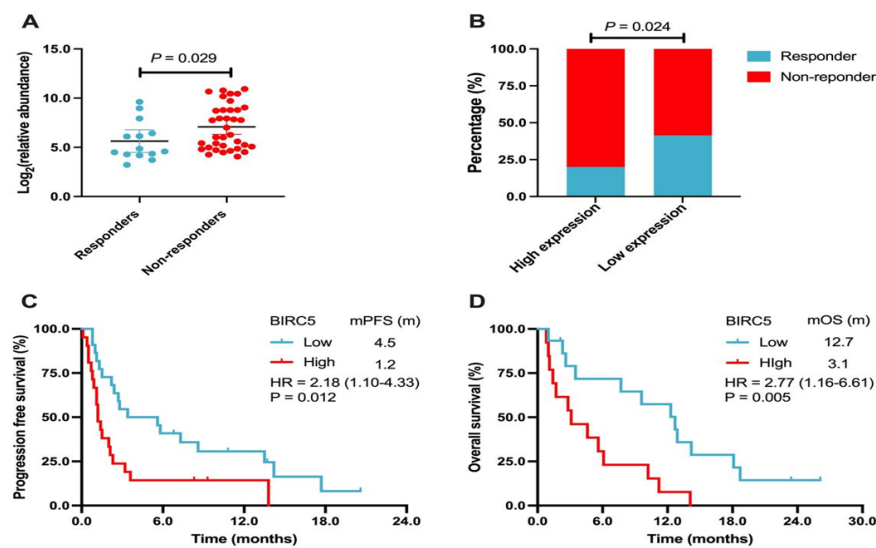 A
P = 0.029
15.0
10.0
5.0
0.0
Log2(relative abundance)
Responders
Non-responders
B
P = 0.024
100.0
75.0
50.0
25.0
0.0
Percentage (%)
High expression
Low expression
Responder
Non-reponder
C
BIRC5 mPFS (m)
Low 4.5
High 1.2
HR = 2.18 (1.10-4.33)
P = 0.012
100.0
75.0
50.0
25.0
0.0
Progression free survival (%)
0.0 6.0 12.0 18.0 24.0
Time (months)
D
BIRC5 mOS (m)
Low 12.7
HIgh 3.1
HR = 2.77 (1.16-6.61)
P = 0.005
100.0
75.0
50.0
25.0
0.0
Overall survival (%)
0.0 6.0 12.0 18.0 24.0 30.0
Time (months)